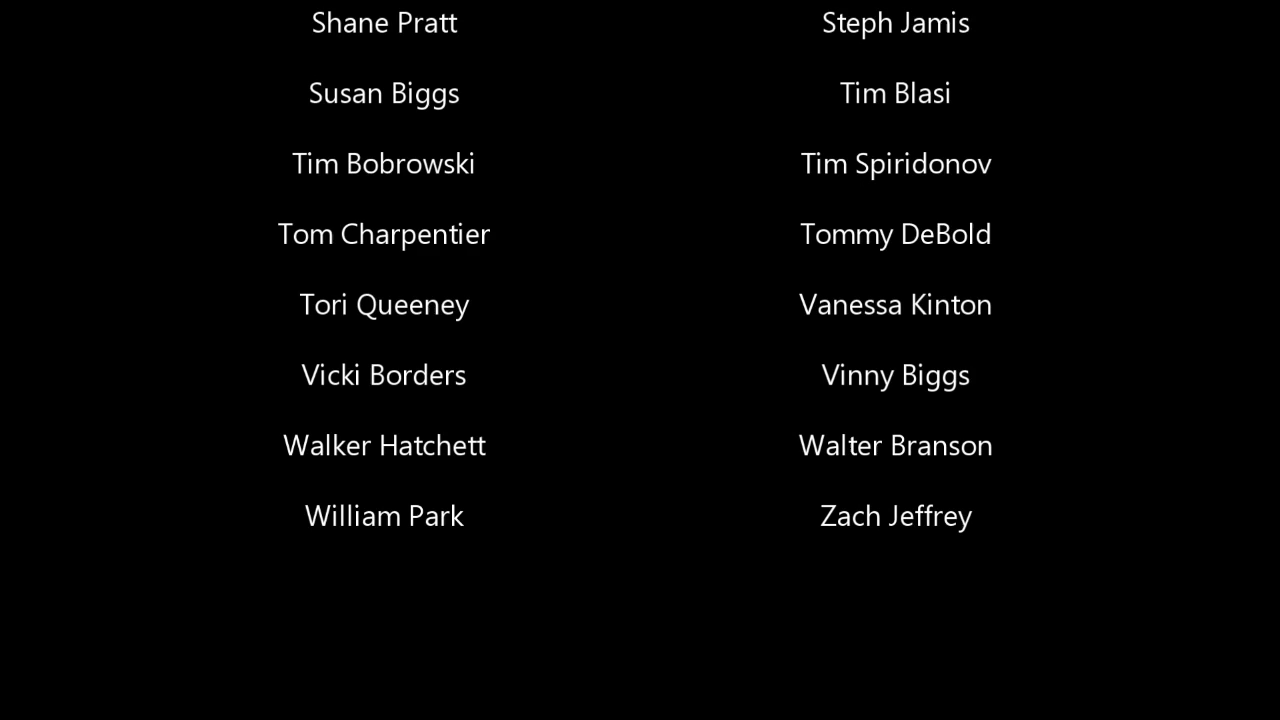 Shane Pratt
Steph Jamis
Susan Biggs
Tim Blasi
Tim Bobrowski
Tim Spiridonov
Tom Charpentier
Tommy DeBold
Tori Queeney
Vanessa Kinton
Vicki Borders
Vinny Biggs
Walker Hatchett
Walter Branson
William Park
Zach Jeffrey